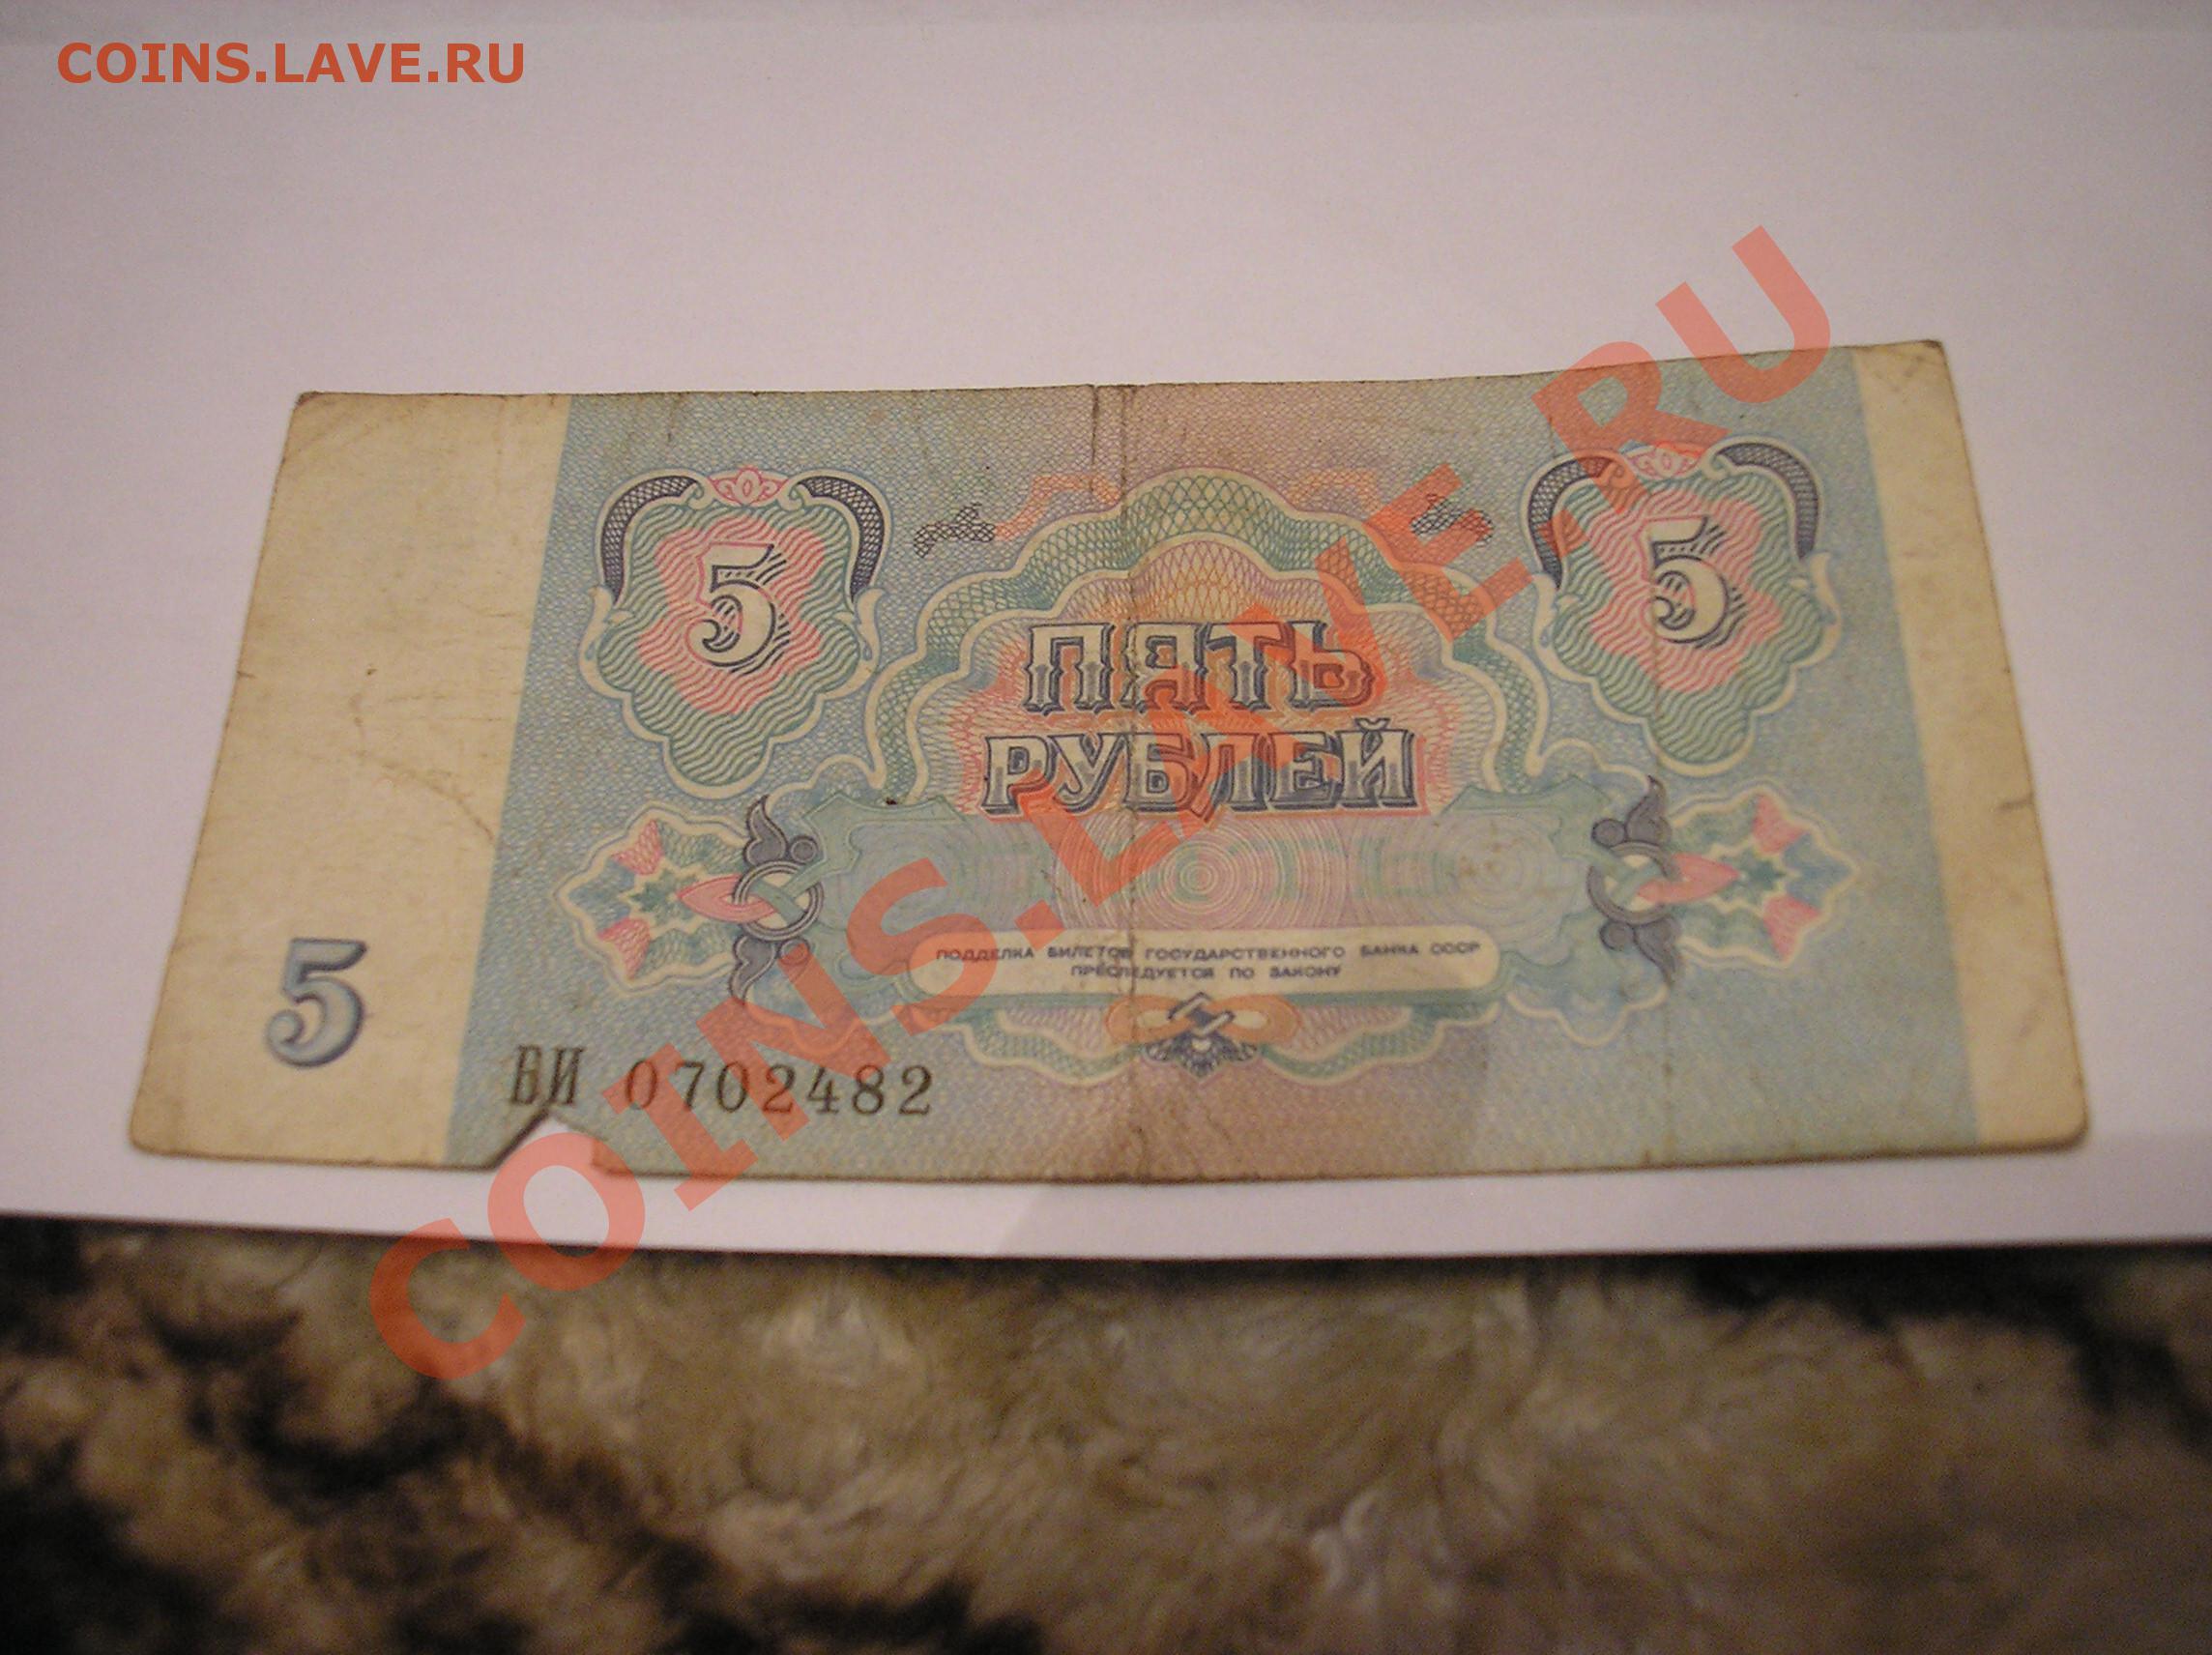 COINS.LAVE.RU
5
5
ПЯТЬ
РУБЛЕЙ
ПОДДЕЛКА БИЛЕТОВ ГОСУДАРСТВЕННОГО БАНКА СССР
ПРЕСЛЕДУЕТСЯ ПО ЗАКОНУ
5
БИ 0702482
COINS.LAVE.RU